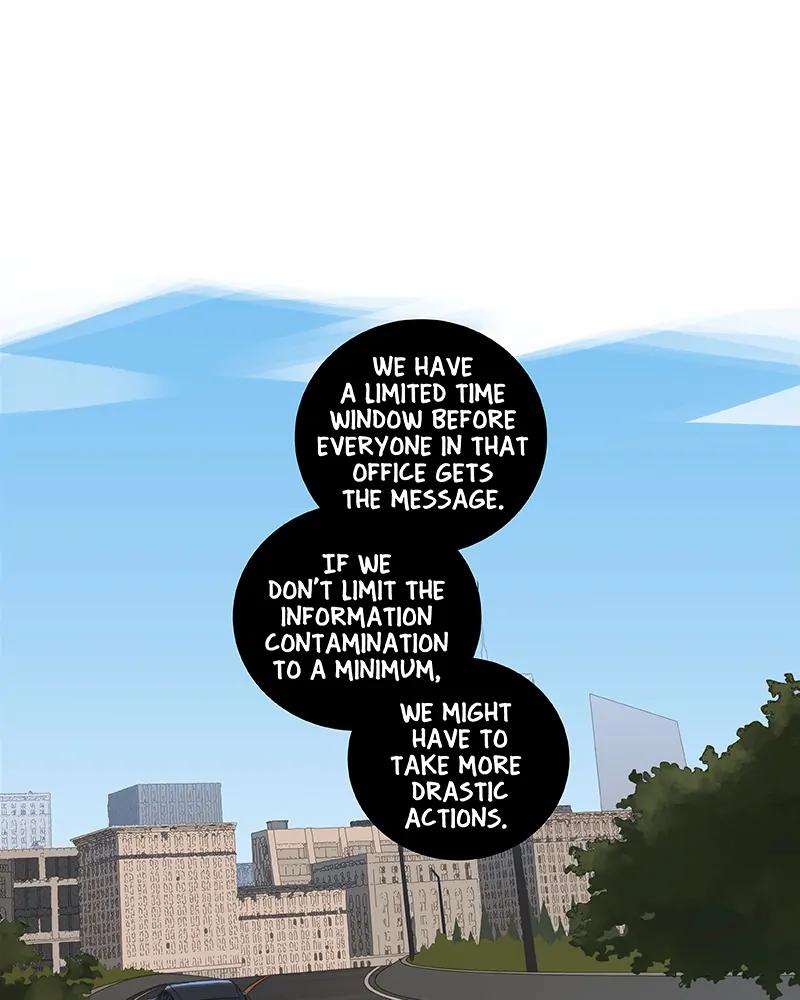 WE HAVE
A LIMITED TIME
WINDOW BEFORE
EVERYONE IN THAT
OFFICE GETS
THE MESSAGE.
IF WE
DON'T LIMIT THE
INFORMATION
CONTAMINATION
TO A MINIMUM,
WE MIGHT
HAVE TO
TAKE MORE
DRASTIC
ACTIONS.